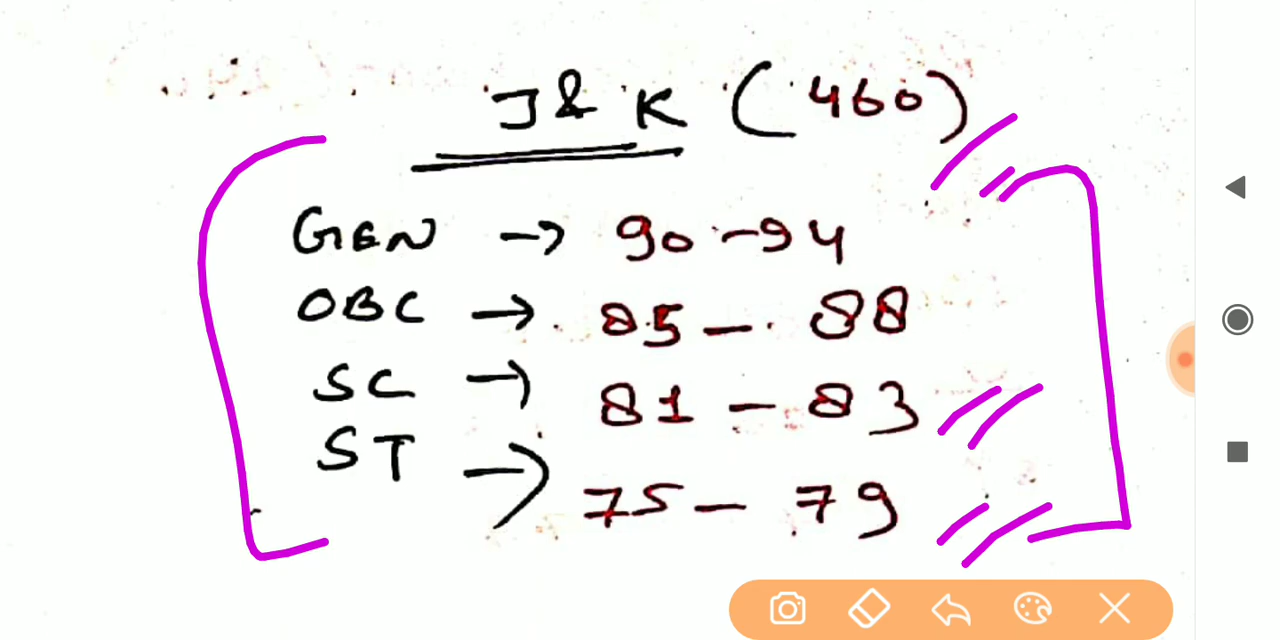 J & K (460)
GEN → 90 - 94
OBC → 85 - 88
SC → 81 - 83
ST → 75 - 79